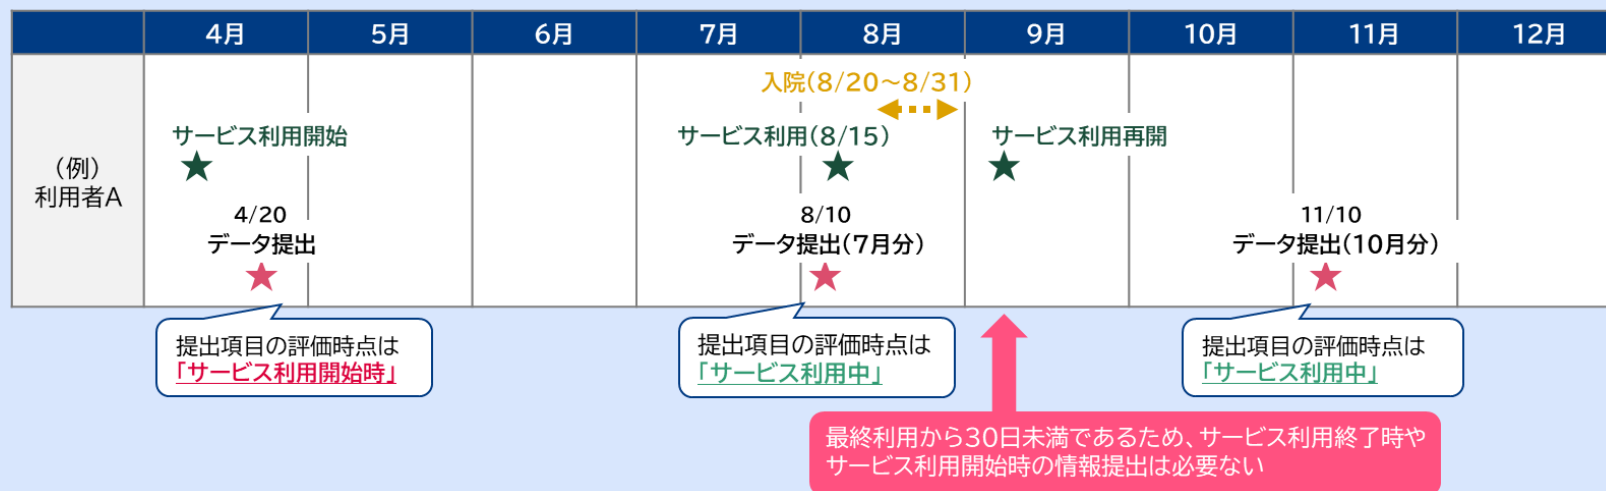 4月 5月 6月 7月 8月 9月 10月 11月 12月
入院(8/20～8/31)
サービス利用開始 サービス利用(8/15) サービス利用再開
(例)
利用者A
4/20 8/10 11/10
データ提出 データ提出(7月分) データ提出(10月分)
提出項目の評価時点は
「サービス利用開始時」
提出項目の評価時点は
「サービス利用中」
提出項目の評価時点は
「サービス利用中」
最終利用から30日未満であるため、サービス利用終了時や
サービス利用開始時の情報提出は必要ない